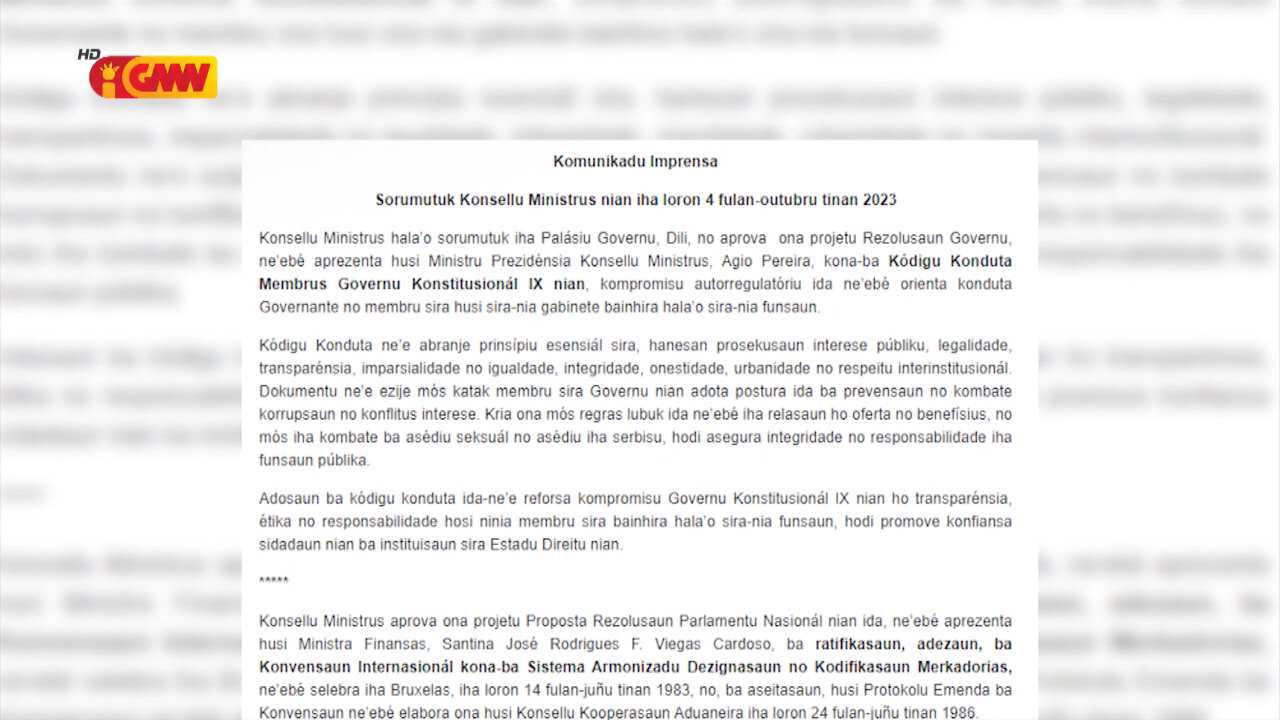 HD
GMN
Komunikadu Imprensa
Sorumutuk Konsellu Ministrus nian iha loron 4 fulan-outubru tinan 2023
Konsellu Ministrus hala’o sorumutuk iha Palásiu Governu, Dili, no aprova ona projetu Rezolusaun Governu,
ne’ebé aprezenta husi Ministru Prezidénsia Konsellu Ministrus, Agio Pereira, kona-ba Kódigu Konduta
Membrus Governu Konstitusionál IX nian, kompromisu autorregulatóriu ida ne’ebé orienta konduta
Governante no membru sira husi sira-nia gabinete bainhira hala’o sira-nia funsaun.
Kódigu Konduta ne’e abranje prinsípiu esensiál sira, hanesan prosekusaun interese públiku, legalidade,
transparénsia, imparsialidade no igualdade, integridade, onestidade, urbanidade no respeitu interinstitusionál.
Dokumentu ne’e ezije mós katak membru sira Governu nian adota postura ida ba prevensaun no kombate
korrupsaun no konflitus interese. Kria ona mós regras lubuk ida ne’ebé iha relasaun ho oferta no benefísius, no
mós iha kombate ba asédiu seksuál no asédiu iha serbisu, hodi asegura integridade no responsabilidade iha
funsaun públika.
Adosaun ba kódigu konduta ida-ne’e reforsa kompromisu Governu Konstitusionál IX nian ho transparénsia,
étika no responsabilidade hosi ninia membru sira bainhira hala’o sira-nia funsaun, hodi promove konfiansa
sidadaun nian ba instituisaun sira Estadu Direitu nian.
*****
Konsellu Ministrus aprova ona projetu Proposta Rezolusaun Parlamentu Nasionál nian ida, ne’ebé aprezenta
husi Ministra Finansas, Santina José Rodrigues F. Viegas Cardoso, ba ratifikasaun, adezaun, ba
Konvensaun Internasionál kona-ba Sistema Armonizadu Dezignasaun no Kodifikasaun Merkadorias,
ne’ebé selebra iha Bruxelas, iha loron 14 fulan-juñu tinan 1983, no, ba aseitasaun, husi Protokolu Emenda ba
Konvensaun ne’ebé elabora ona husi Konsellu Kooperasaun Aduaneira iha loron 24 fulan-juñu tinan 1986.